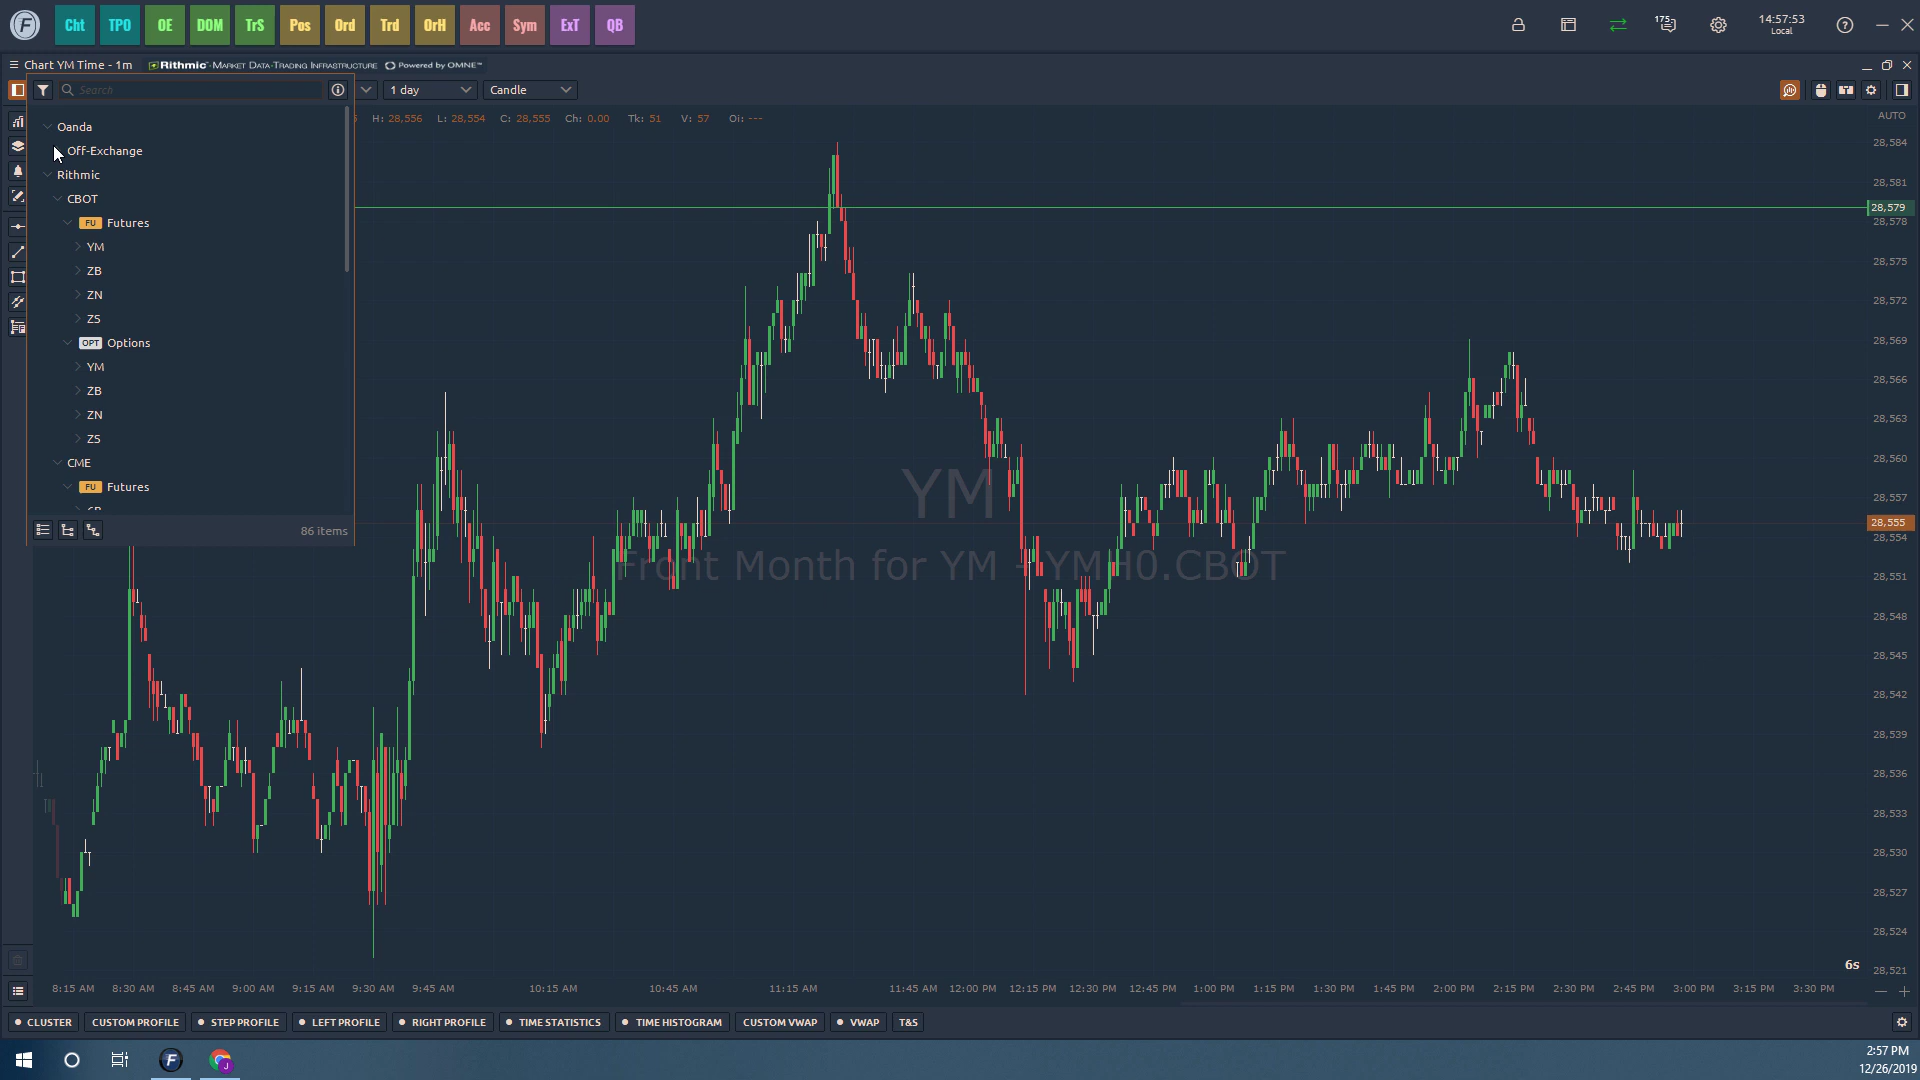 F Cht TPO OE DOM TrS Pos Ord Trd OrH Acc Sym ExT QB 175 14:57:53
Local
Chart YM Time - 1m Rithmic MARKET DATA-TRADING INFRASTRUCTURE Powered by OMNE™
Search 1 day Candle
H: 28,556 L: 28,554 C: 28,555 Ch: 0.00 Tk: 51 V: 57 Oi: --- AUTO
Oanda
Off-Exchange
Rithmic
CBOT
FU Futures
YM
ZB
ZN
ZS
OPT Options
YM
ZB
ZN
ZS
CME
FU Futures
86 items
YM
Front Month for YM - YMH0.CBOT
28,584
28,581
28,579
28,578
28,575
28,572
28,569
28,566
28,563
28,560
28,557
28,555
28,554
28,551
28,548
28,545
28,542
28,539
28,536
28,533
28,530
28,527
28,524
6s
28,521
8:15 AM 8:30 AM 8:45 AM 9:00 AM 9:15 AM 9:30 AM 9:45 AM 10:15 AM 10:45 AM 11:15 AM 11:45 AM 12:00 PM 12:15 PM 12:30 PM 12:45 PM 1:00 PM 1:15 PM 1:30 PM 1:45 PM 2:00 PM 2:15 PM 2:30 PM 2:45 PM 3:00 PM 3:15 PM 3:30 PM
CLUSTER CUSTOM PROFILE STEP PROFILE LEFT PROFILE RIGHT PROFILE TIME STATISTICS TIME HISTOGRAM CUSTOM VWAP VWAP T&S
F J 2:57 PM
12/26/2019